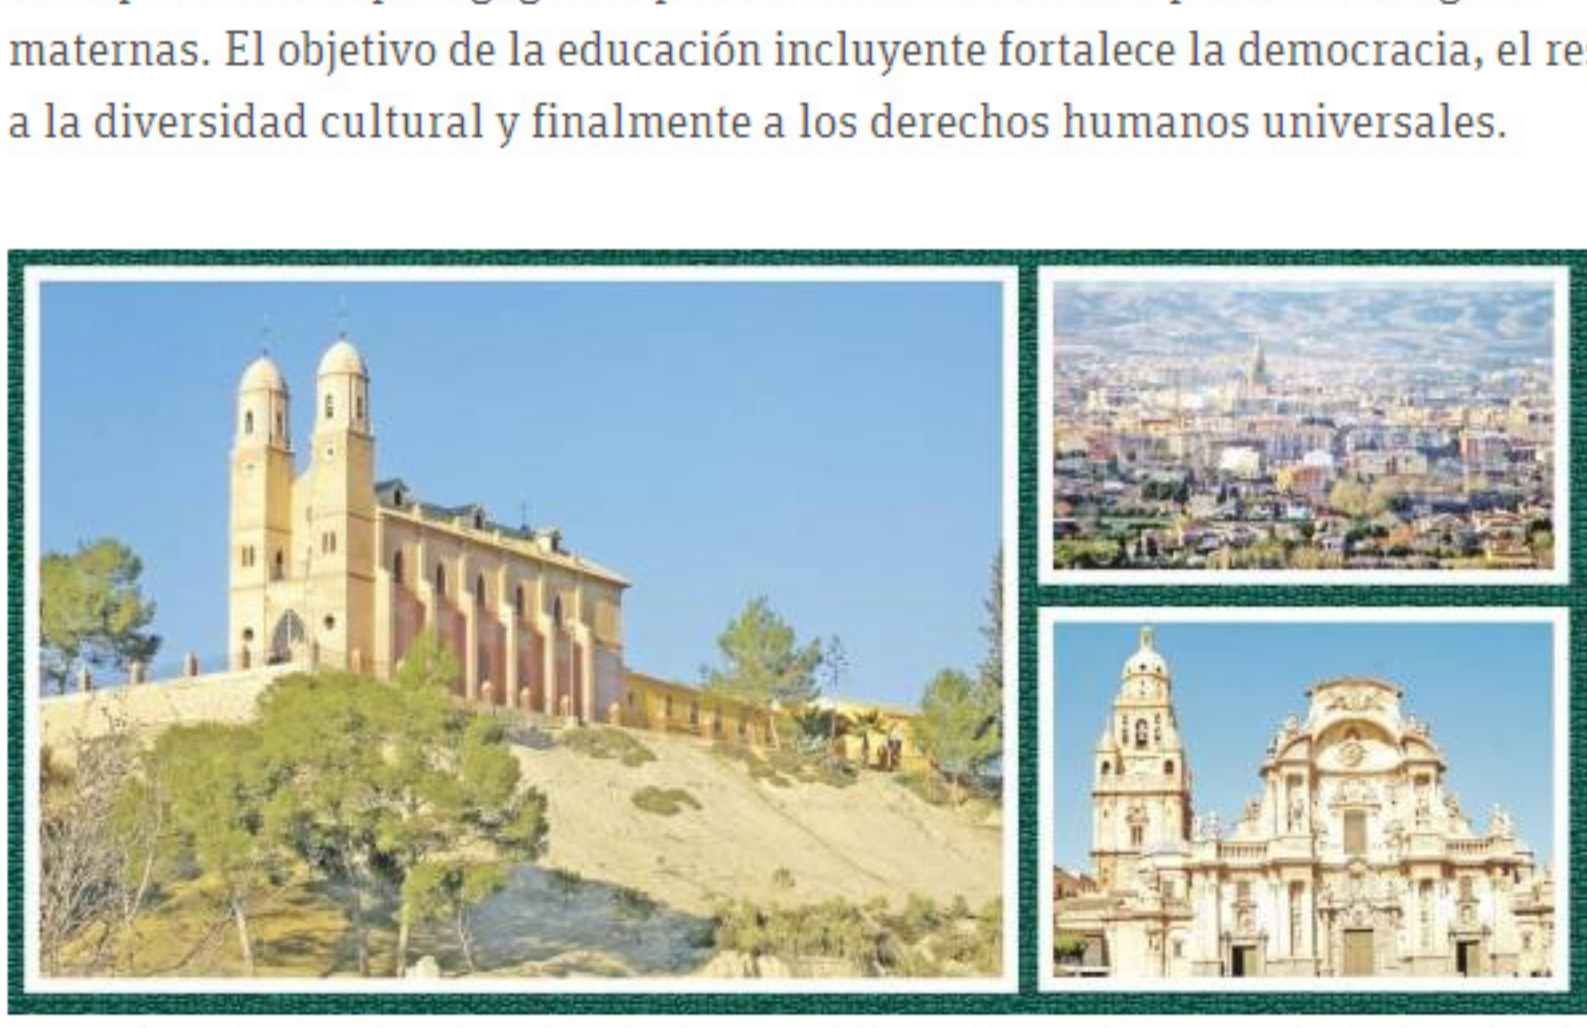 maternas. El objetivo de la educación incluyente fortalece la democracia, el
a la diversidad cultural y finalmente a los derechos humanos universales.